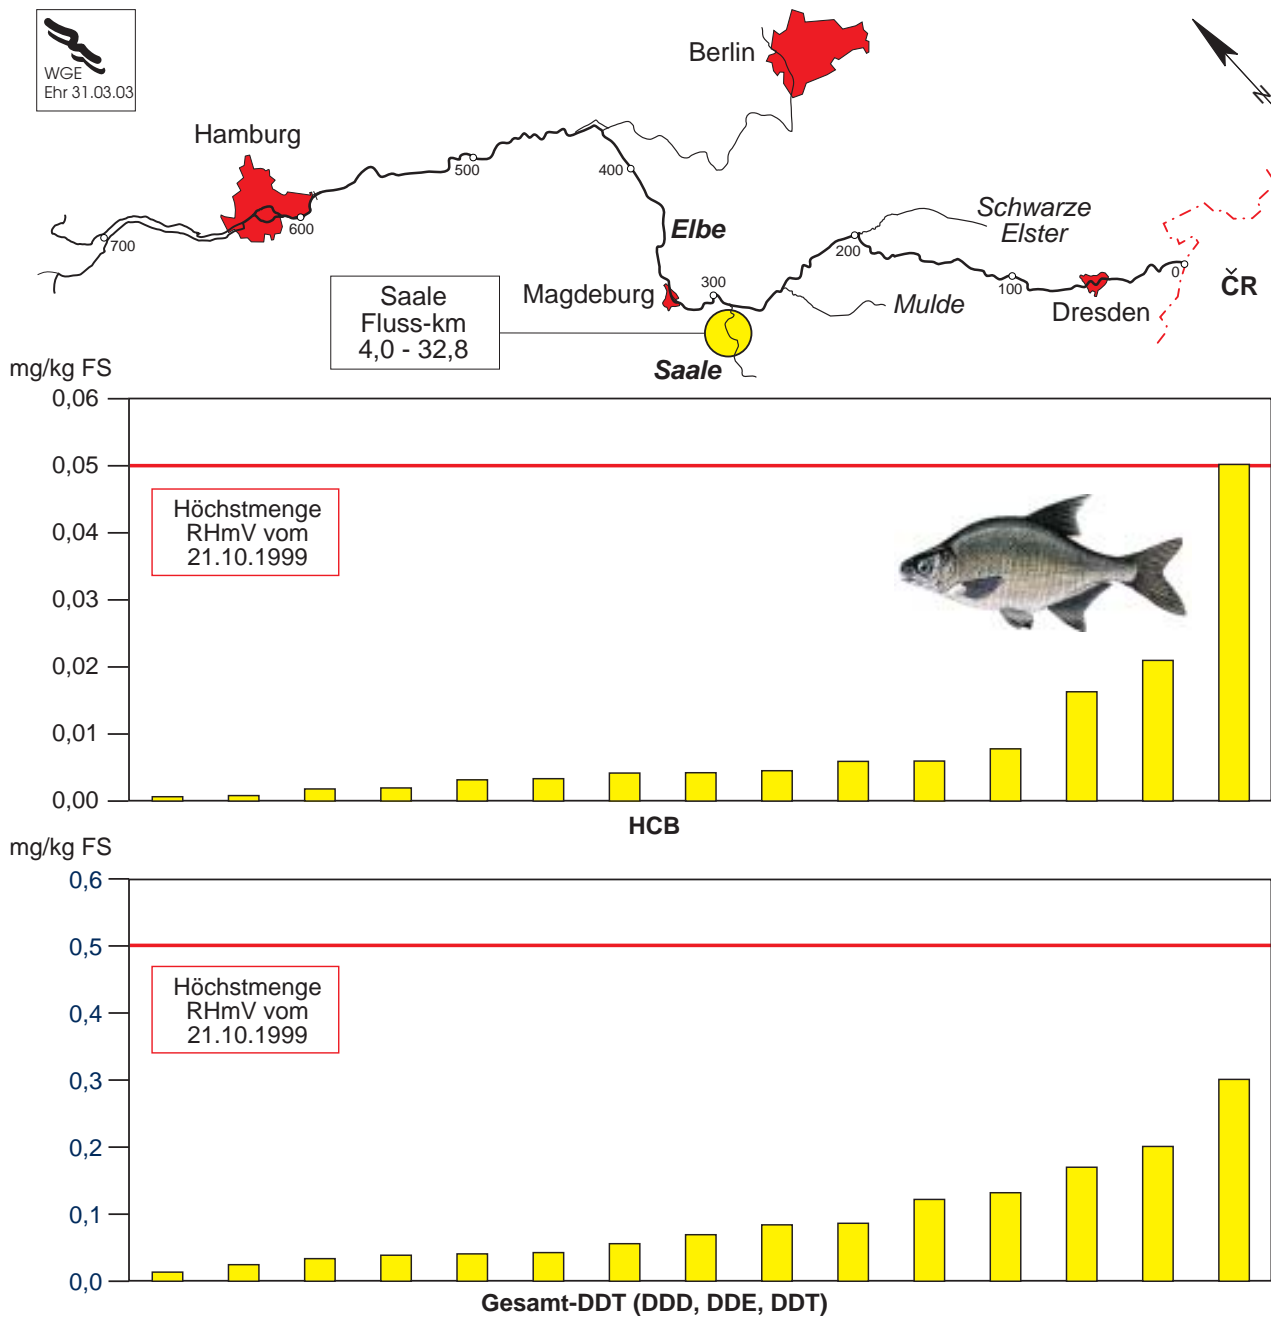 WGE
Ehr 31.03.03
Berlin
N
Hamburg
500
400
Schwarze
Elster
Elbe
600
700
200
0
ČR
300
100
Magdeburg
Mulde
Dresden
Saale
Fluss-km
4,0 - 32,8
Saale
mg/kg FS
0,06
0,05
0,04
0,03
0,02
0,01
0,00
Höchstmenge
RHmV vom
21.10.1999
HCB
mg/kg FS
0,6
0,5
0,4
0,3
0,2
0,1
0,0
Höchstmenge
RHmV vom
21.10.1999
Gesamt-DDT (DDD, DDE, DDT)